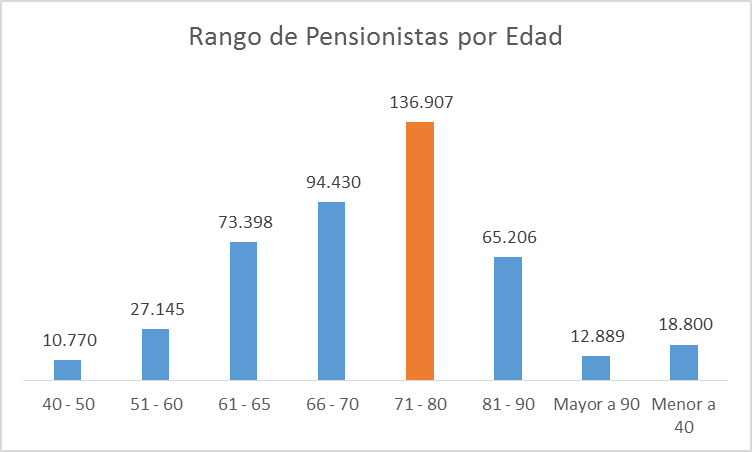 Rango de Pensionistas por Edad
136.907
94.430
73.398
65.206
27.145
18.800
12.889
10.770
40 - 50
51 - 60
61 - 65
66 - 70
71 - 80
81 - 90
Mayor a 90
Menor a
40